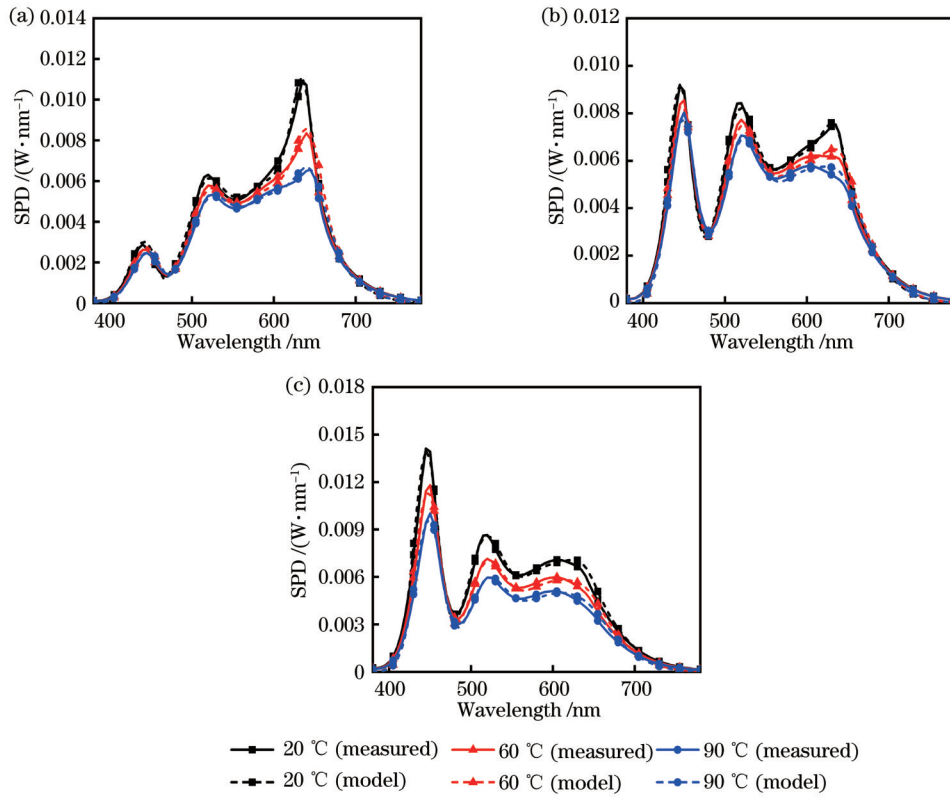 (a)
0.014
0.012
0.010
0.008
0.006
0.004
0.002
0
SPD /(W·nm⁻¹)
400 500 600 700
Wavelength /nm
(b)
0.012
0.010
0.008
0.006
0.004
0.002
0
SPD /(W·nm⁻¹)
400 500 600 700
Wavelength /nm
(c)
0.018
0.015
0.012
0.009
0.006
0.003
0
SPD /(W·nm⁻¹)
400 500 600 700
Wavelength /nm
20 ℃ (measured) 60 ℃ (measured) 90 ℃ (measured)
20 ℃ (model) 60 ℃ (model) 90 ℃ (model)